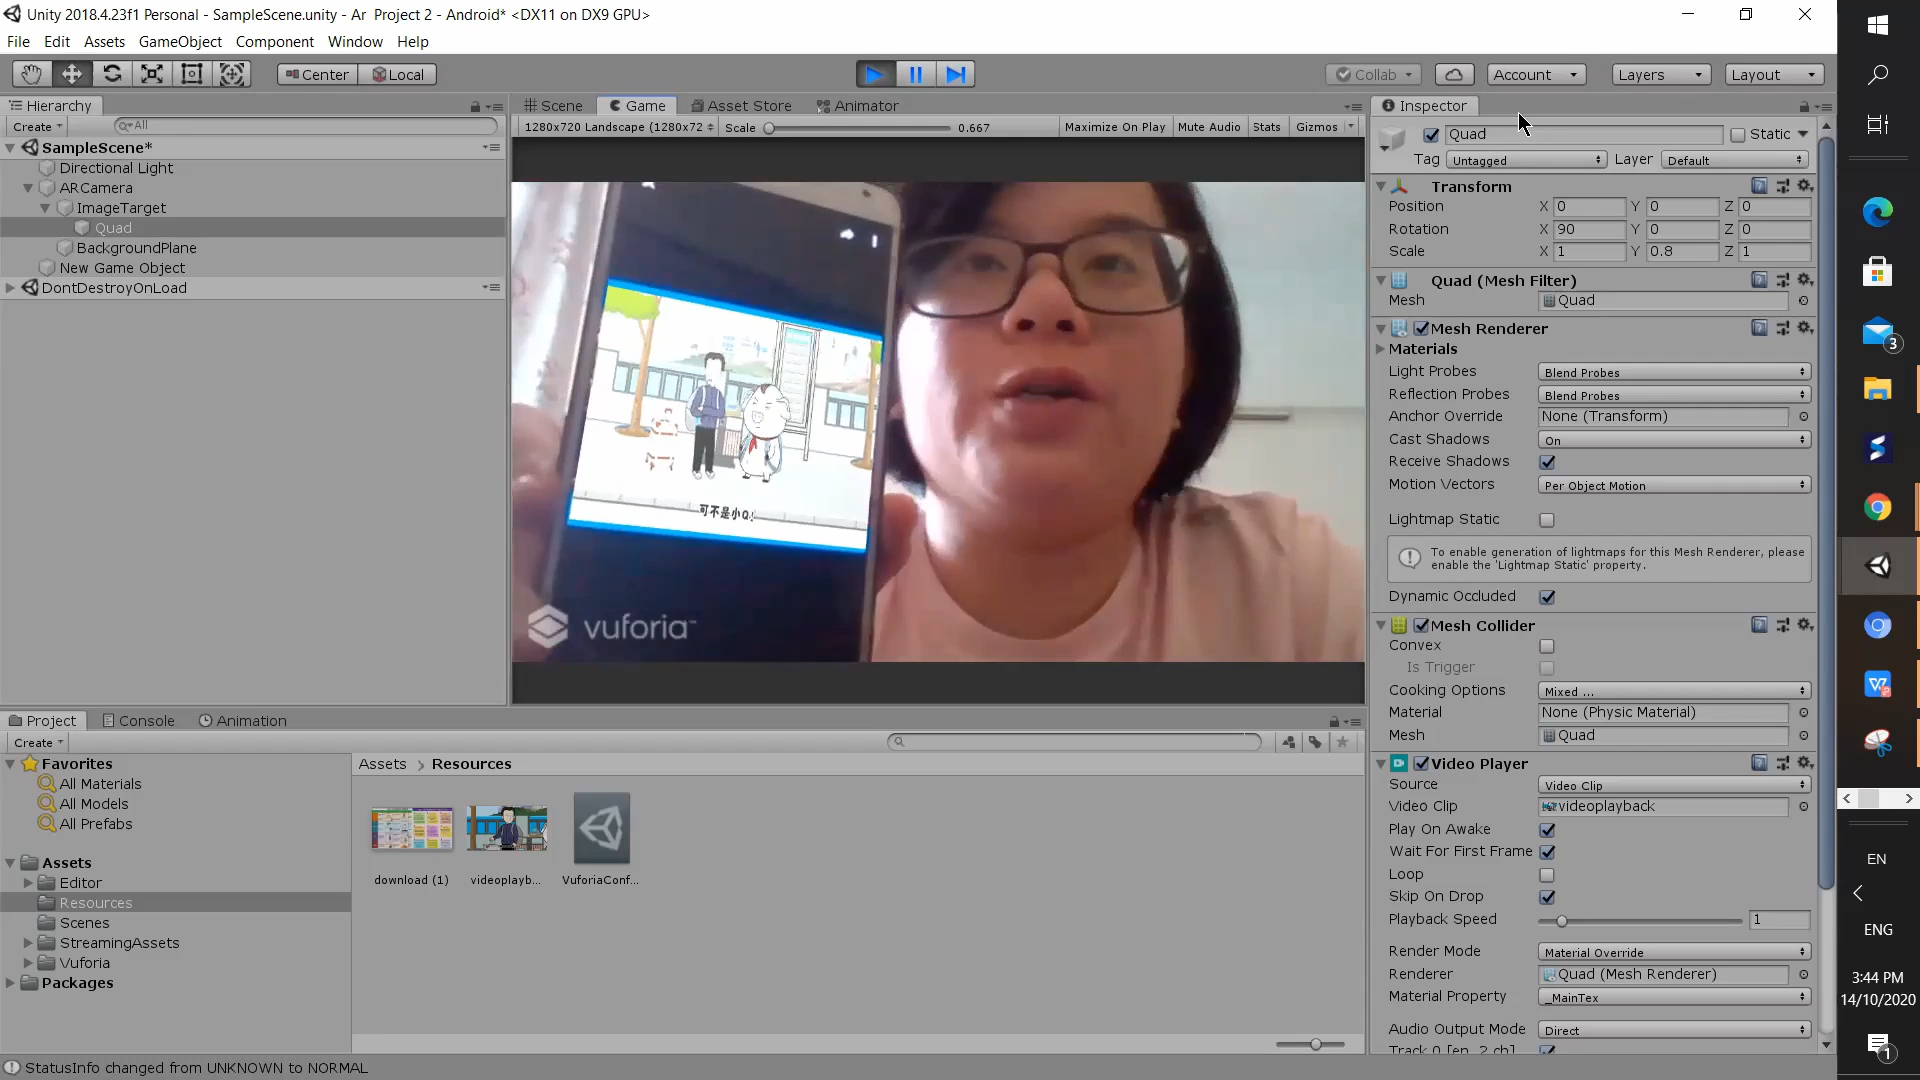 Unity 2018.4.23f1 Personal - SampleScene.unity - Ar Project 2 - Android* <DX11 on DX9 GPU>
File Edit Assets GameObject Component Window Help
Center Local Collab Account Layers Layout
Hierarchy
Create All
SampleScene*
Directional Light
ARCamera
ImageTarget
Quad
BackgroundPlane
New Game Object
DontDestroyOnLoad
Scene Game Asset Store Animator
1280x720 Landscape (1280x72 Scale 0.667 Maximize On Play Mute Audio Stats Gizmos
可不是小Q!
vuforia™
Inspector
Quad Static
Tag Untagged Layer Default
Transform
Position X 0 Y 0 Z 0
Rotation X 90 Y 0 Z 0
Scale X 1 Y 0.8 Z 1
Quad (Mesh Filter)
Mesh Quad
Mesh Renderer
Materials
Light Probes Blend Probes
Reflection Probes Blend Probes
Anchor Override None (Transform)
Cast Shadows On
Receive Shadows
Motion Vectors Per Object Motion
Lightmap Static
To enable generation of lightmaps for this Mesh Renderer, please
enable the 'Lightmap Static' property.
Dynamic Occluded
Mesh Collider
Convex
Is Trigger
Cooking Options Mixed ...
Material None (Physic Material)
Mesh Quad
Video Player
Source Video Clip
Video Clip videoplayback
Play On Awake
Wait For First Frame
Loop
Skip On Drop
Playback Speed 1
Render Mode Material Override
Renderer Quad (Mesh Renderer)
Material Property _MainTex
Audio Output Mode Direct
Track 0 [en, 2 ch]
Project Console Animation
Create
Favorites
All Materials
All Models
All Prefabs
Assets
Editor
Resources
Scenes
StreamingAssets
Vuforia
Packages
Assets > Resources
download (1) videoplayb... VuforiaConf...
StatusInfo changed from UNKNOWN to NORMAL
3
EN
ENG
3:44 PM
14/10/2020
1